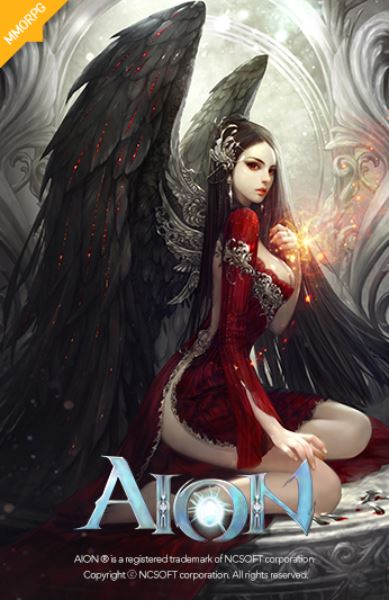 MMORPG
AION
AION ® is a registered trademark of NCSOFT corporation
Copyright ⓒ NCSOFT corporation. All rights reserved.